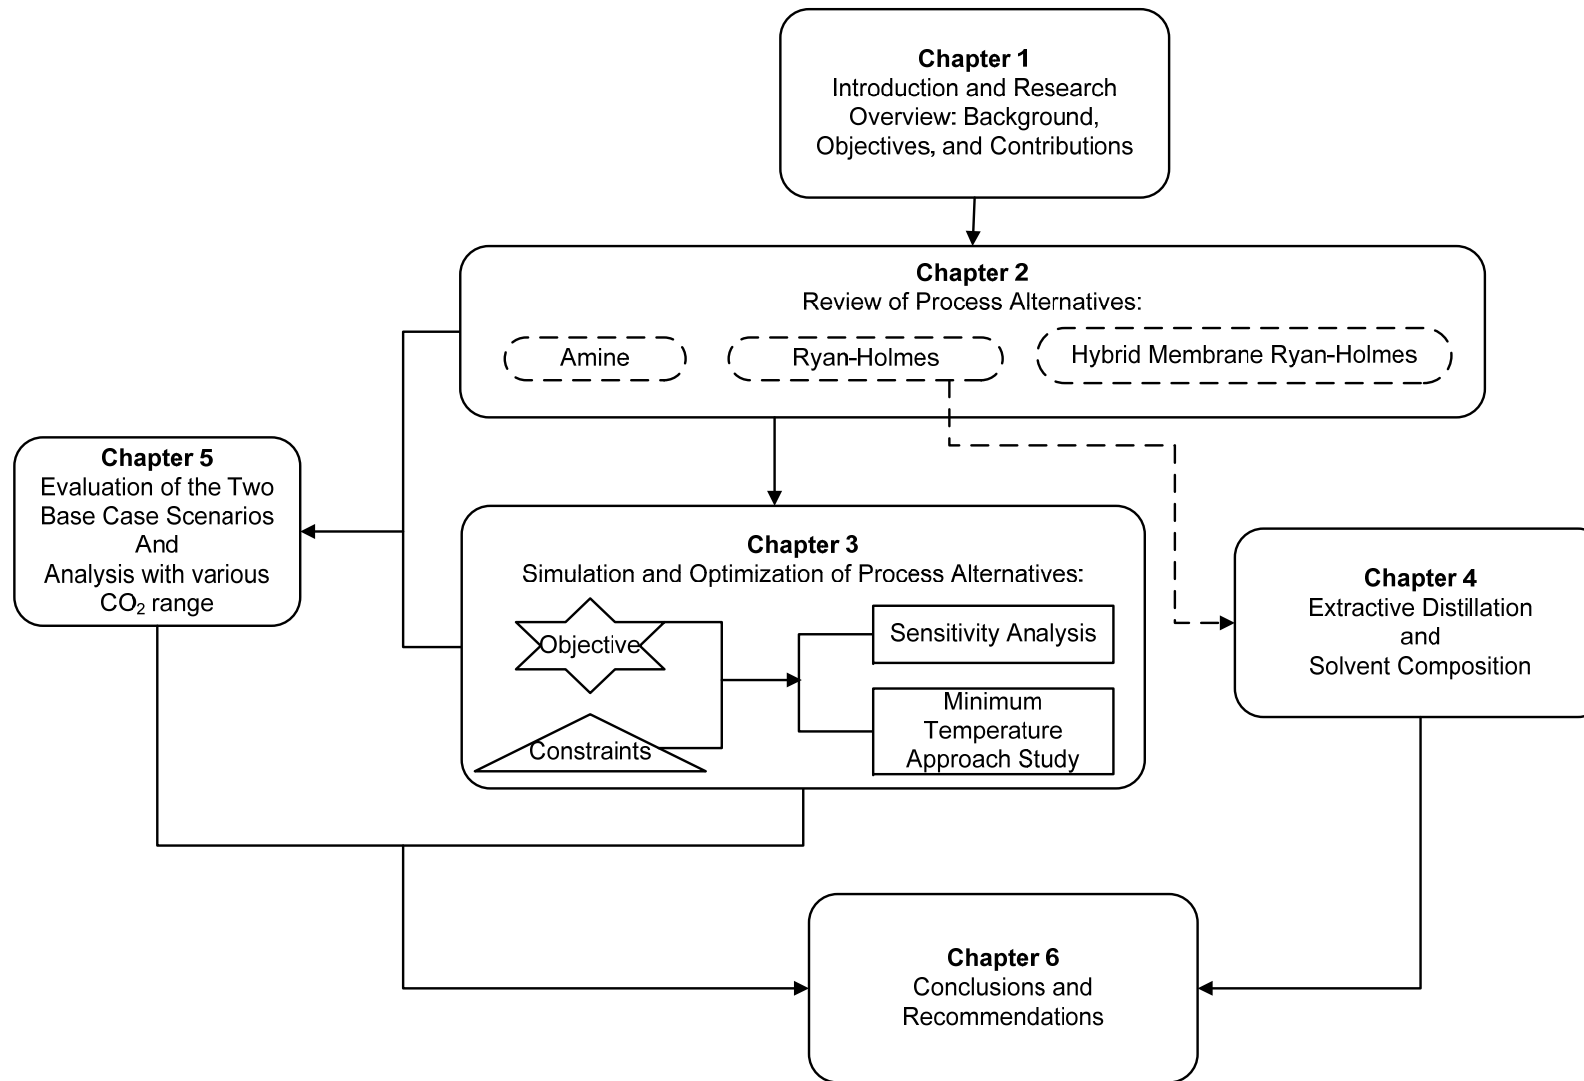 Chapter 1
Introduction and Research
Overview: Background,
Objectives, and Contributions
Chapter 2
Review of Process Alternatives:
Amine
Ryan-Holmes
Hybrid Membrane Ryan-Holmes
Chapter 5
Evaluation of the Two
Base Case Scenarios
And
Analysis with various
CO₂ range
Chapter 3
Simulation and Optimization of Process Alternatives:
Objective
Constraints
Sensitivity Analysis
Minimum
Temperature
Approach Study
Chapter 4
Extractive Distillation
and
Solvent Composition
Chapter 6
Conclusions and
Recommendations